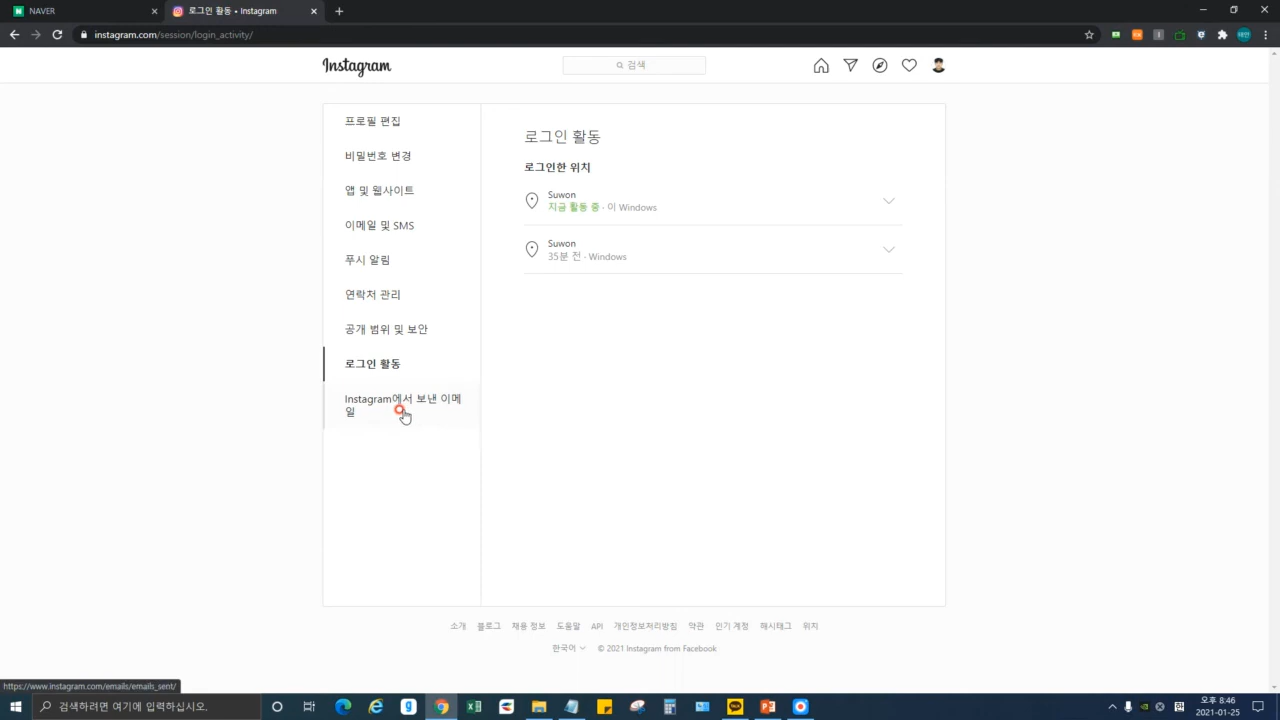 NAVER
로그인 활동 • Instagram
instagram.com/session/login_activity/
Instagram
검색
프로필 편집
비밀번호 변경
앱 및 웹사이트
이메일 및 SMS
푸시 알림
연락처 관리
공개 범위 및 보안
로그인 활동
Instagram에서 보낸 이메
일
로그인 활동
로그인한 위치
Suwon
지금 활동 중 · 이 Windows
Suwon
35분 전 · Windows
소개 블로그 채용 정보 도움말 API 개인정보처리방침 약관 인기 계정 해시태그 위치
한국어 © 2021 Instagram from Facebook
https://www.instagram.com/emails/emails_sent/
검색하려면 여기에 입력하십시오.
오후 8:46
2021-01-25